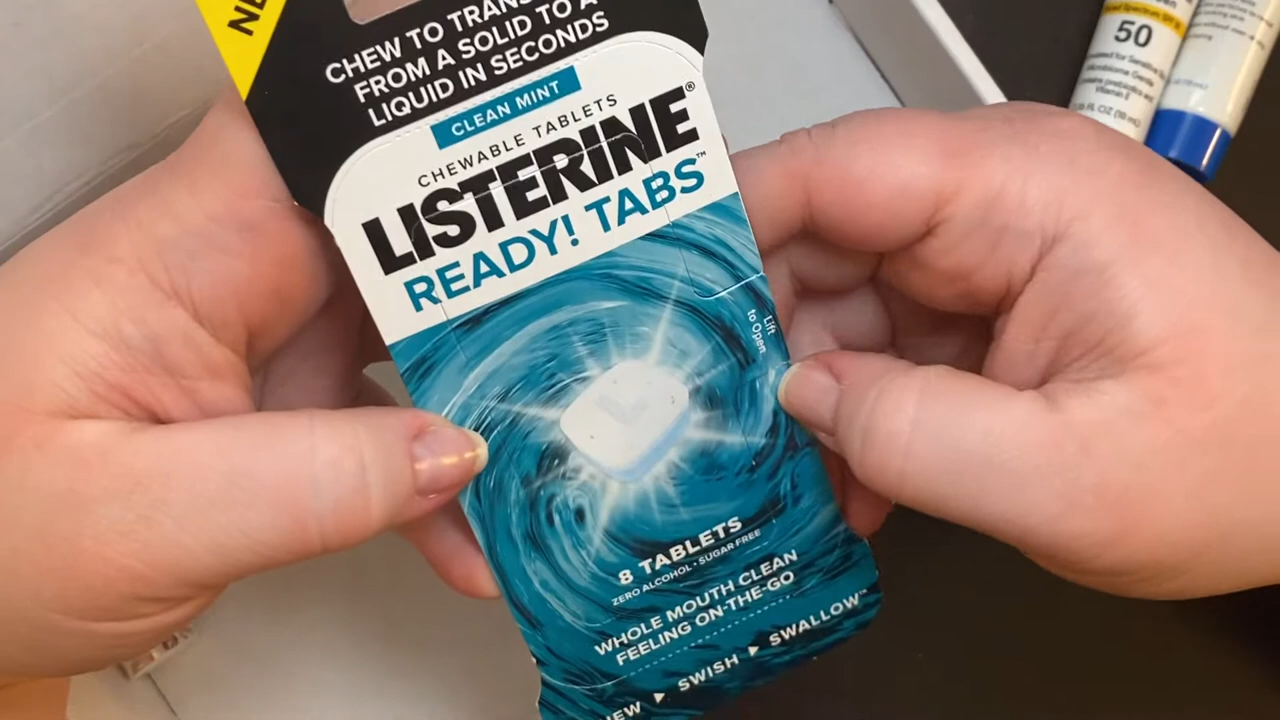 CHEW TO
FROM A SOLID TO A
LIQUID IN SECONDS
CLEAN MINT
CHEWABLE TABLETS
LISTERINE®
READY! TABS™
Lift
to Open
8 TABLETS
ZERO ALCOHOL • SUGAR FREE
WHOLE MOUTH CLEAN
FEELING ON-THE-GO
SWISH ▶ SWALLOW™
50
Vitamin E